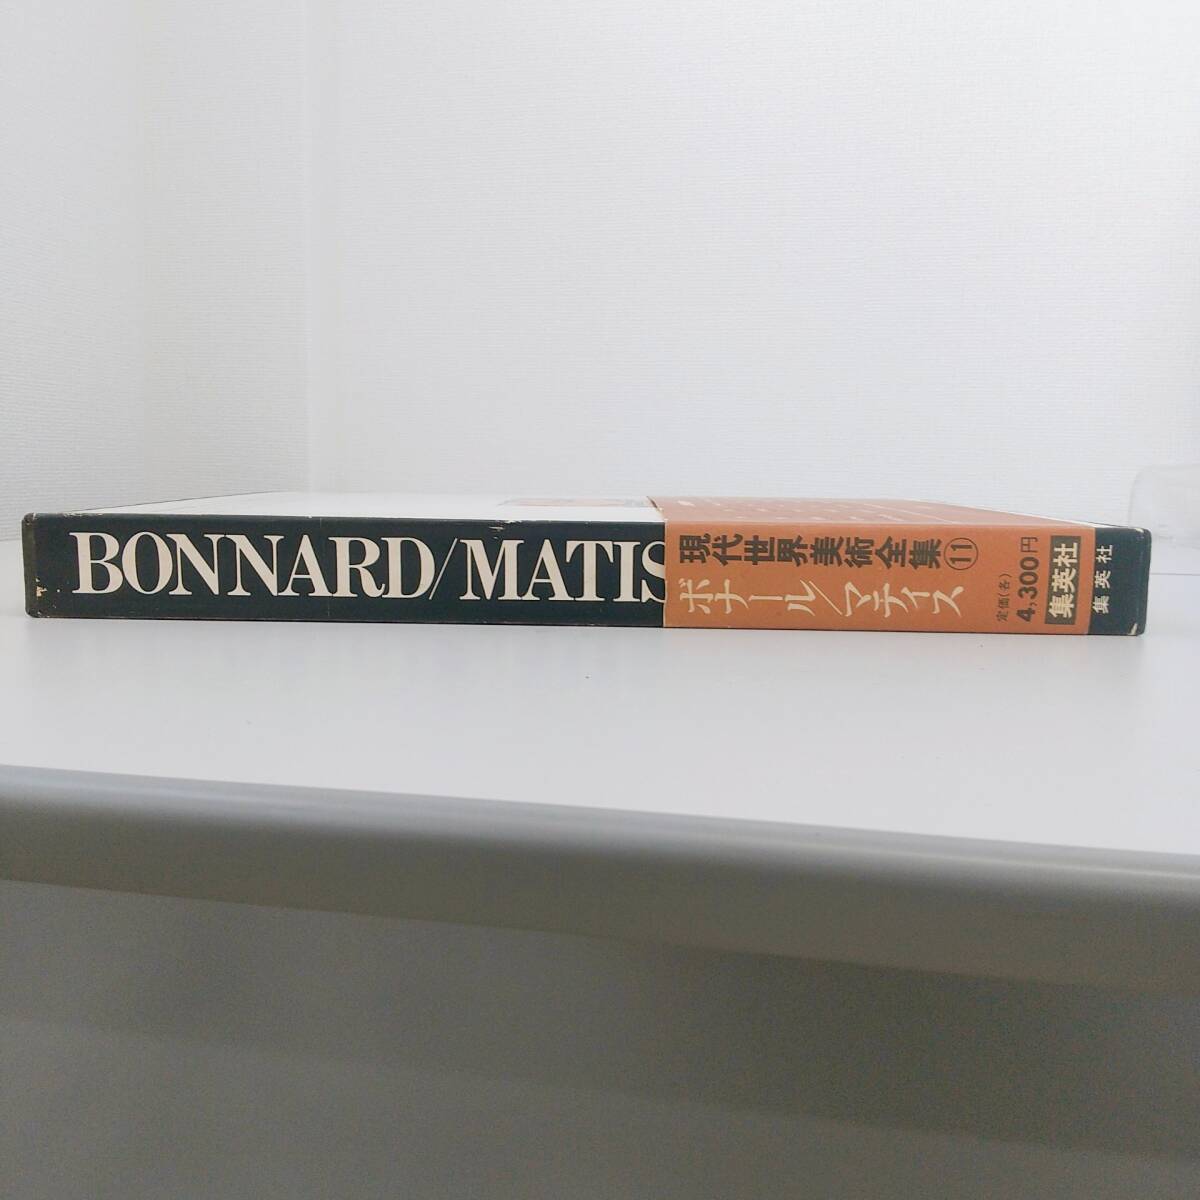 BONNARD/MATIS
現代世界美術全集⑪
ボナール/マティス
定価(各)
4,300円
集英社
集英社